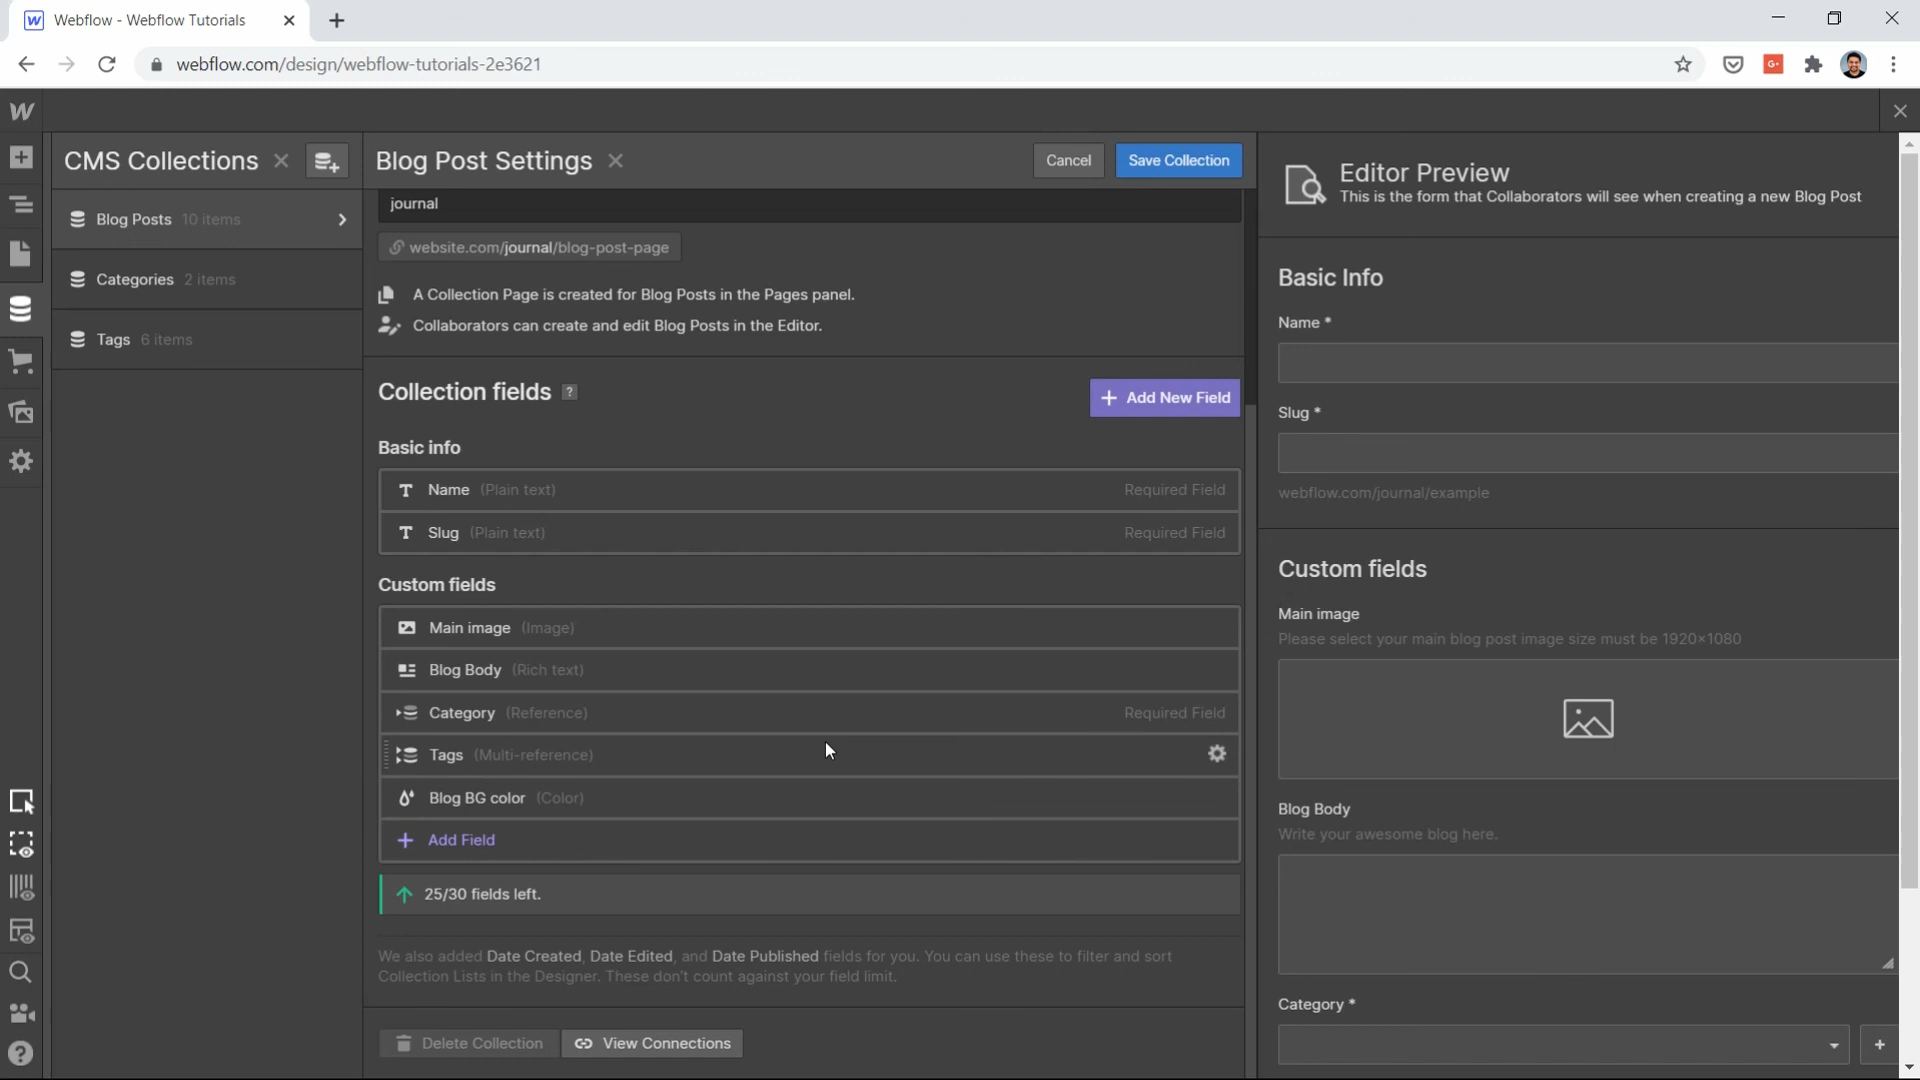 Webflow - Webflow Tutorials
webflow.com/design/webflow-tutorials-2e3621
CMS Collections
Blog Posts 10 items
Categories 2 items
Tags 6 items
Blog Post Settings
Cancel
Save Collection
journal
website.com/journal/blog-post-page
A Collection Page is created for Blog Posts in the Pages panel.
Collaborators can create and edit Blog Posts in the Editor.
Collection fields ?
+ Add New Field
Basic info
Name (Plain text) Required Field
Slug (Plain text) Required Field
Custom fields
Main image (Image)
Blog Body (Rich text)
Category (Reference) Required Field
Tags (Multi-reference)
Blog BG color (Color)
+ Add Field
25/30 fields left.
We also added Date Created, Date Edited, and Date Published fields for you. You can use these to filter and sort
Collection Lists in the Designer. These don't count against your field limit.
Delete Collection
View Connections
Editor Preview
This is the form that Collaborators will see when creating a new Blog Post
Basic Info
Name *
Slug *
webflow.com/journal/example
Custom fields
Main image
Please select your main blog post image size must be 1920×1080
Blog Body
Write your awesome blog here.
Category *
+